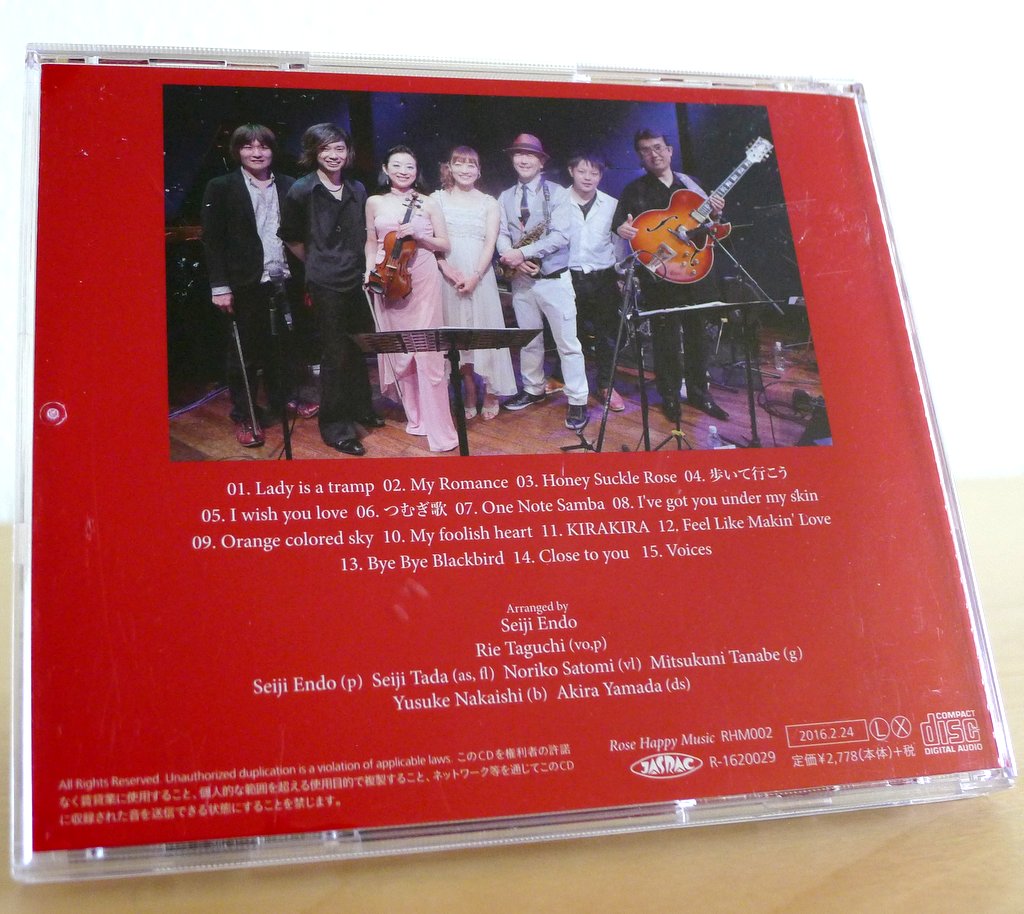 01. Lady is a tramp 02. My Romance 03. Honey Suckle Rose 04. 歩いて行こう
05. I wish you love 06. つむぎ歌 07. One Note Samba 08. I've got you under my skin
09. Orange colored sky 10. My foolish heart 11. KIRAKIRA 12. Feel Like Makin' Love
13. Bye Bye Blackbird 14. Close to you 15. Voices
Arranged by
Seiji Endo
Rie Taguchi (vo,p)
Seiji Endo (p) Seiji Tada (as, fl) Noriko Satomi (vl) Mitsukuni Tanabe (g)
Yusuke Nakaishi (b) Akira Yamada (ds)
All Rights Reserved. Unauthorized duplication is a violation of applicable laws. このCDを権利者の許諾
なく賃貸業に使用すること、個人的な範囲を超える使用目的で複製すること、ネットワーク等を通じてこのCD
に収録された音を送信できる状態にすることを禁じます。
Rose Happy Music RHM002
JASRAC R-1620029
2016.2.24 L X
定価¥2,778(本体)+税
COMPACT
disc
DIGITAL AUDIO